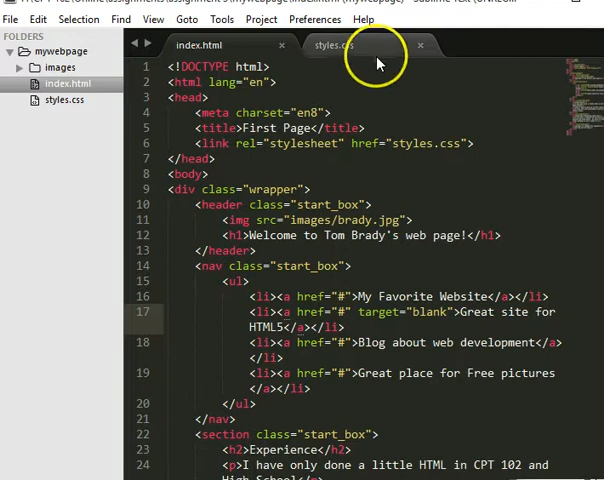 File Edit Selection Find View Goto Tools Project Preferences Help
FOLDERS
mywebpage
images
index.html
styles.css
index.html × styles.css ×
1 <!DOCTYPE html>
2 <html lang="en">
3 <head>
4 <meta charset="en8">
5 <title>First Page</title>
6 <link rel="stylesheet" href="styles.css">
7 </head>
8 <body>
9 <div class="wrapper">
10 <header class="start_box">
11 <img src="images/brady.jpg">
12 <h1>Welcome to Tom Brady's web page!</h1>
13 </header>
14 <nav class="start_box">
15 <ul>
16 <li><a href="#">My Favorite Website</a></li>
17 <li><a href="#" target="blank">Great site for
HTML5</a></li>
18 <li><a href="#">Blog about web development</a>
</li>
19 <li><a href="#">Great place for Free pictures
</a></li>
20 </ul>
21 </nav>
22 <section class="start_box">
23 <h2>Experience</h2>
24 <p>I have only done a little HTML in CPT 102 and
High School</p>